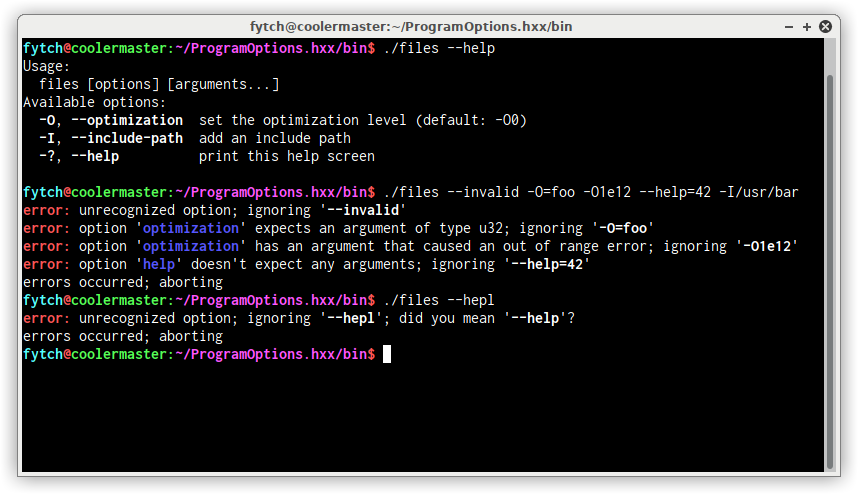 fytch@coolermaster:~/ProgramOptions.hxx/bin
fytch@coolermaster:~/ProgramOptions.hxx/bin$ ./files --help
Usage:
  files [options] [arguments...]
Available options:
  -O, --optimization  set the optimization level (default: -O0)
  -I, --include-path  add an include path
  -?, --help          print this help screen
fytch@coolermaster:~/ProgramOptions.hxx/bin$ ./files --invalid -O=foo -O1e12 --help=42 -I/usr/bar
error: unrecognized option; ignoring '--invalid'
error: option 'optimization' expects an argument of type u32; ignoring '-O=foo'
error: option 'optimization' has an argument that caused an out of range error; ignoring '-O1e12'
error: option 'help' doesn't expect any arguments; ignoring '--help=42'
errors occurred; aborting
fytch@coolermaster:~/ProgramOptions.hxx/bin$ ./files --hepl
error: unrecognized option; ignoring '--hepl'; did you mean '--help'?
errors occurred; aborting
fytch@coolermaster:~/ProgramOptions.hxx/bin$